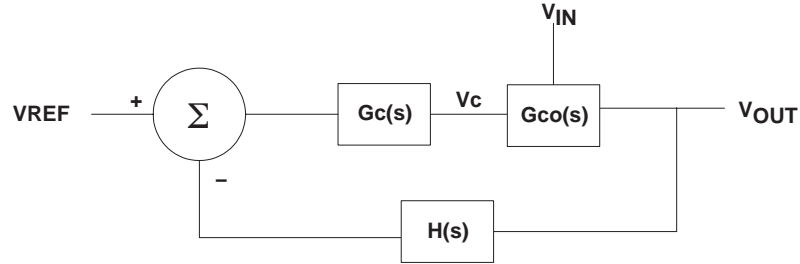 VIN
VREF
+
Σ
Gc(s)
Vc
Gco(s)
VOUT
−
H(s)